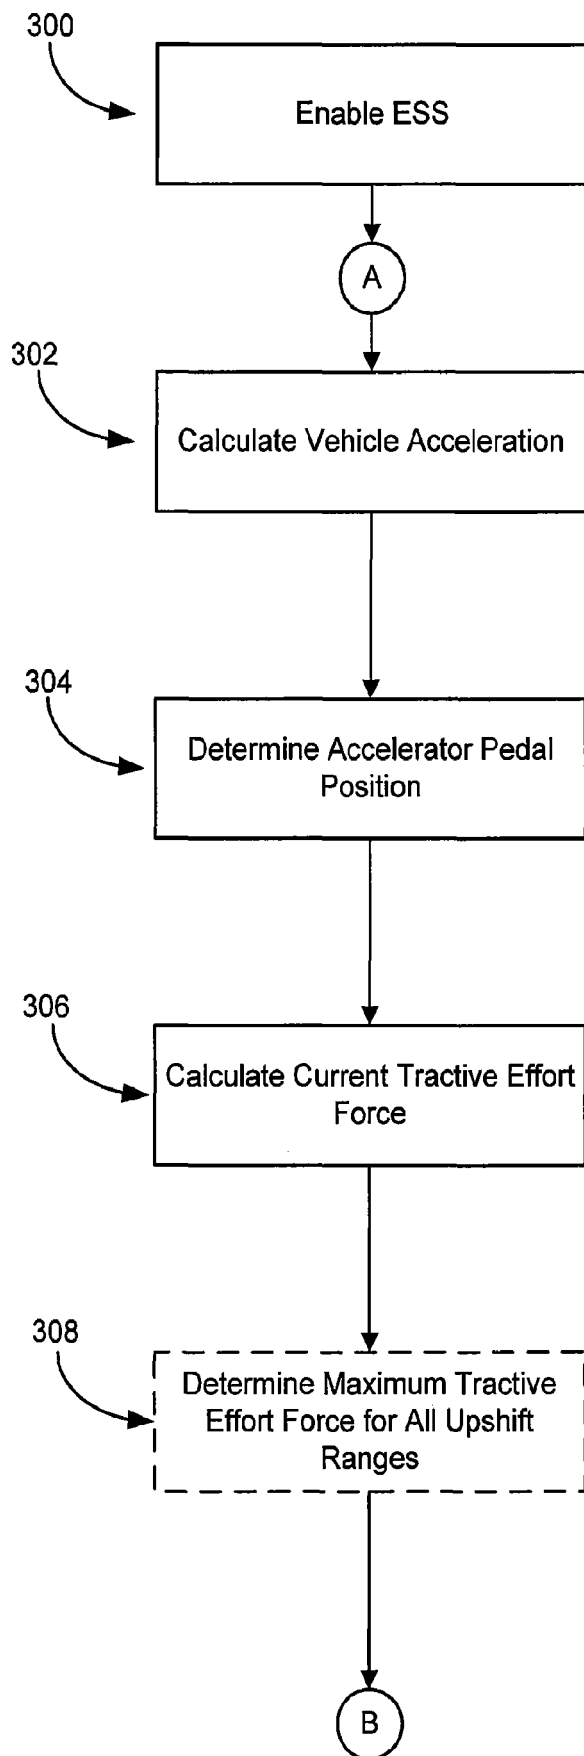 300
Enable ESS
A
302
Calculate Vehicle Acceleration
304
Determine Accelerator Pedal
Position
306
Calculate Current Tractive Effort
Force
308
Determine Maximum Tractive
Effort Force for All Upshift
Ranges
B